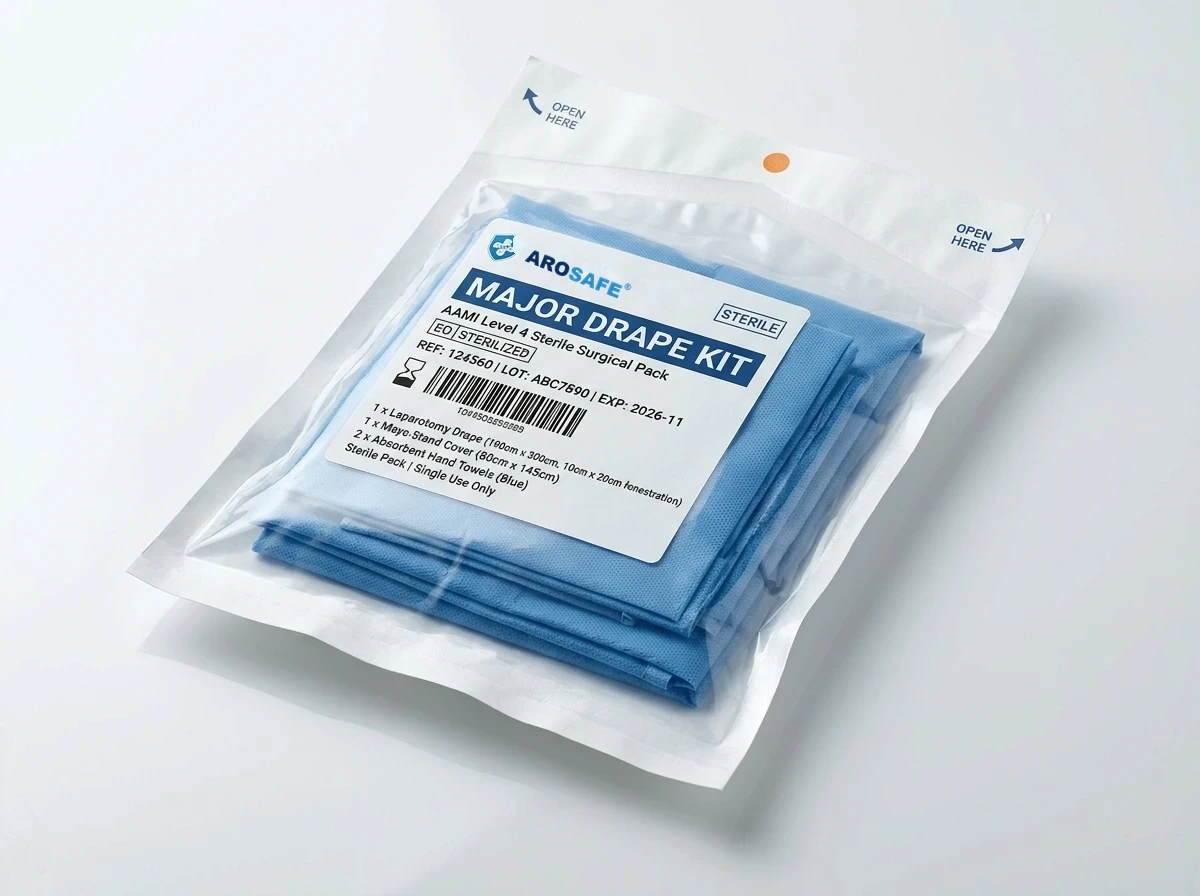 OPEN
HERE
OPEN
HERE
AROSAFE®
STERILE
MAJOR DRAPE KIT
AAMI Level 4 Sterile Surgical Pack
EO STERILIZED
REF: 124560 | LOT: ABC7890 | EXP: 2026-11
1 x Laparotomy Drape (190cm x 300cm, 10cm x 20cm fonestration)
1 x Mayo Stand Cover (80cm x 145cm)
2 x Absorbent Hand Towels (Blue)
Sterile Pack | Single Use Only